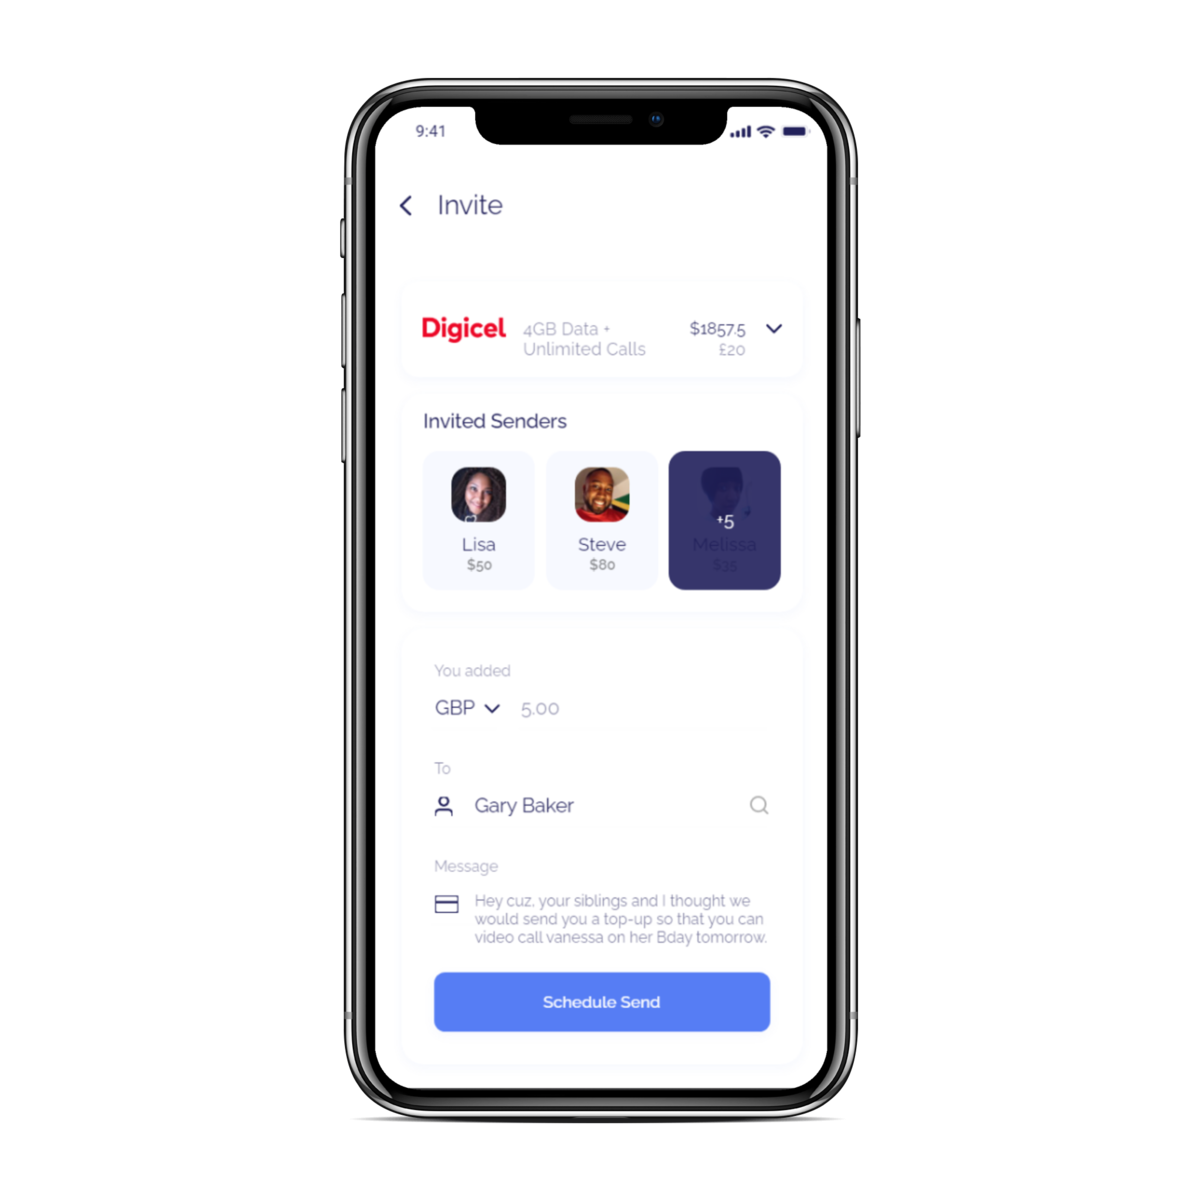 9:41
Invite
Digicel
4GB Data +
Unlimited Calls
$1857.5
£20
Invited Senders
Lisa
$50
Steve
$80
+5
Melissa
$35
You added
GBP
5.00
To
Gary Baker
Message
Hey cuz, your siblings and I thought we
would send you a top-up so that you can
video call vanessa on her Bday tomorrow.
Schedule Send